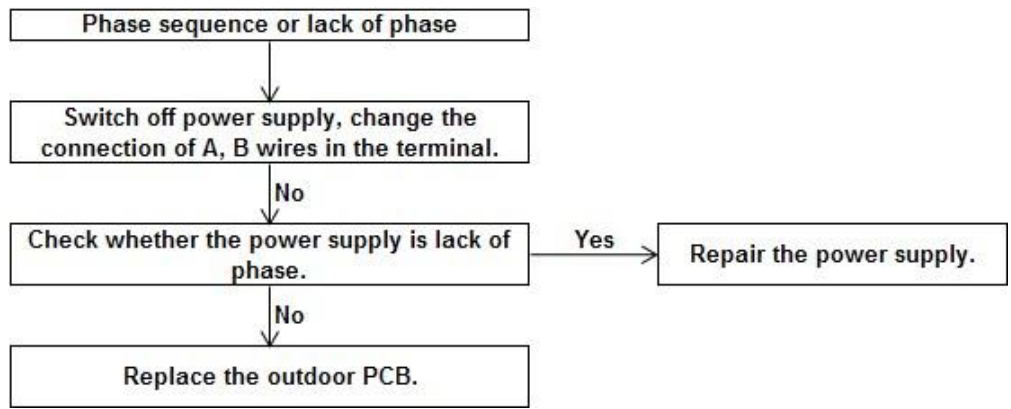 Phase sequence or lack of phase
Switch off power supply, change the
connection of A, B wires in the terminal.
No
Check whether the power supply is lack of
phase.
Yes
Repair the power supply.
No
Replace the outdoor PCB.